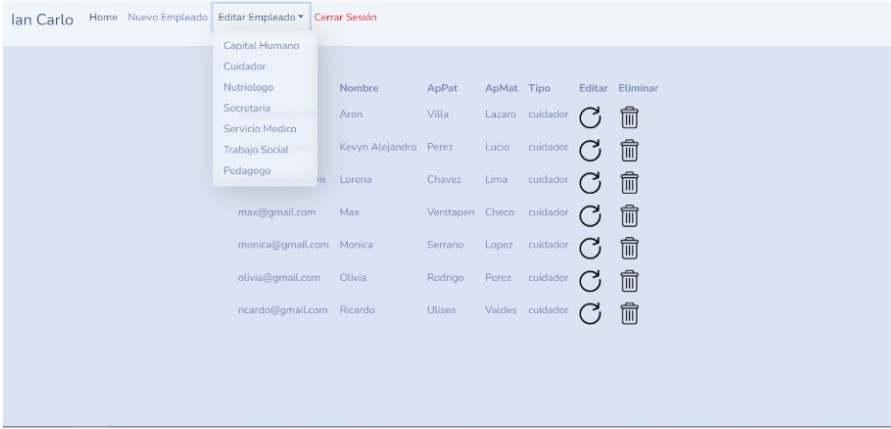 Ian Carlo Home Nuevo Empleado Editar Empleado Cerrar Sesión
Capital Humano
Cuidador
Nutriologo
Secretaria
Servicio Medico
Trabajo Social
Pedagogo
Nombre ApPat ApMat Tipo Editar Eliminar
Aron Villa Lazaro cuidador
Kevyn Alejandro Perez Lucio cuidador
Lorena Chavez Lima cuidador
max@gmail.com Max Verstapen Checo cuidador
monica@gmail.com Monica Serrano Lopez cuidador
olivia@gmail.com Olivia Rodrigo Perez cuidador
ricardo@gmail.com Ricardo Ulises Valdes cuidador